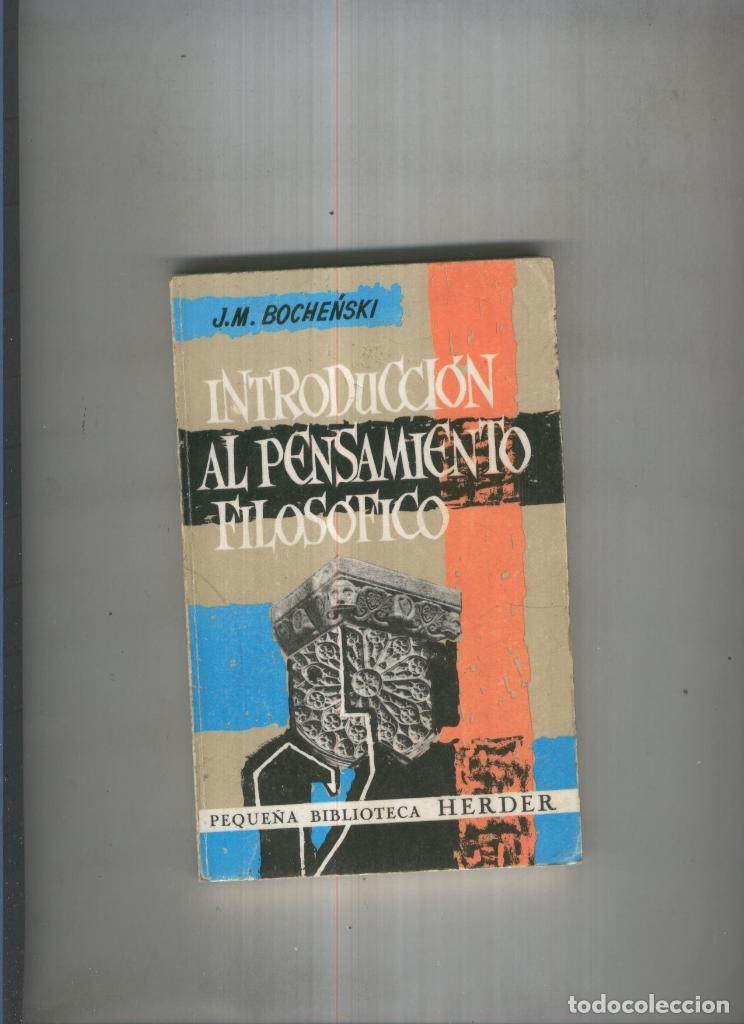 J.M. BOCHEŃSKI
INTRODUCCIÓN
AL PENSAMIENTO
FILOSÓFICO
PEQUEÑA BIBLIOTECA HERDER
todocoleccion